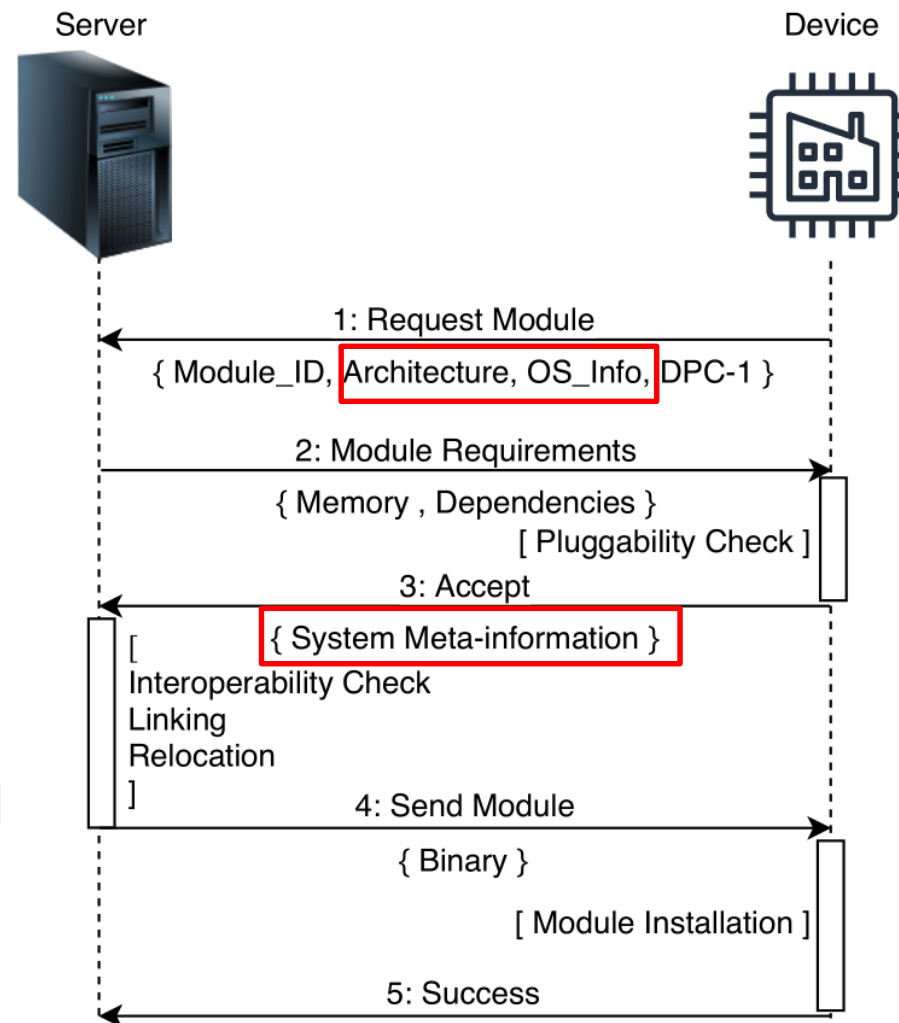 Server
Device
1: Request Module
{ Module_ID, Architecture, OS_Info, DPC-1 }
2: Module Requirements
{ Memory , Dependencies }
[ Pluggability Check ]
3: Accept
{ System Meta-information }
[
Interoperability Check
Linking
Relocation
]
4: Send Module
{ Binary }
[ Module Installation ]
5: Success